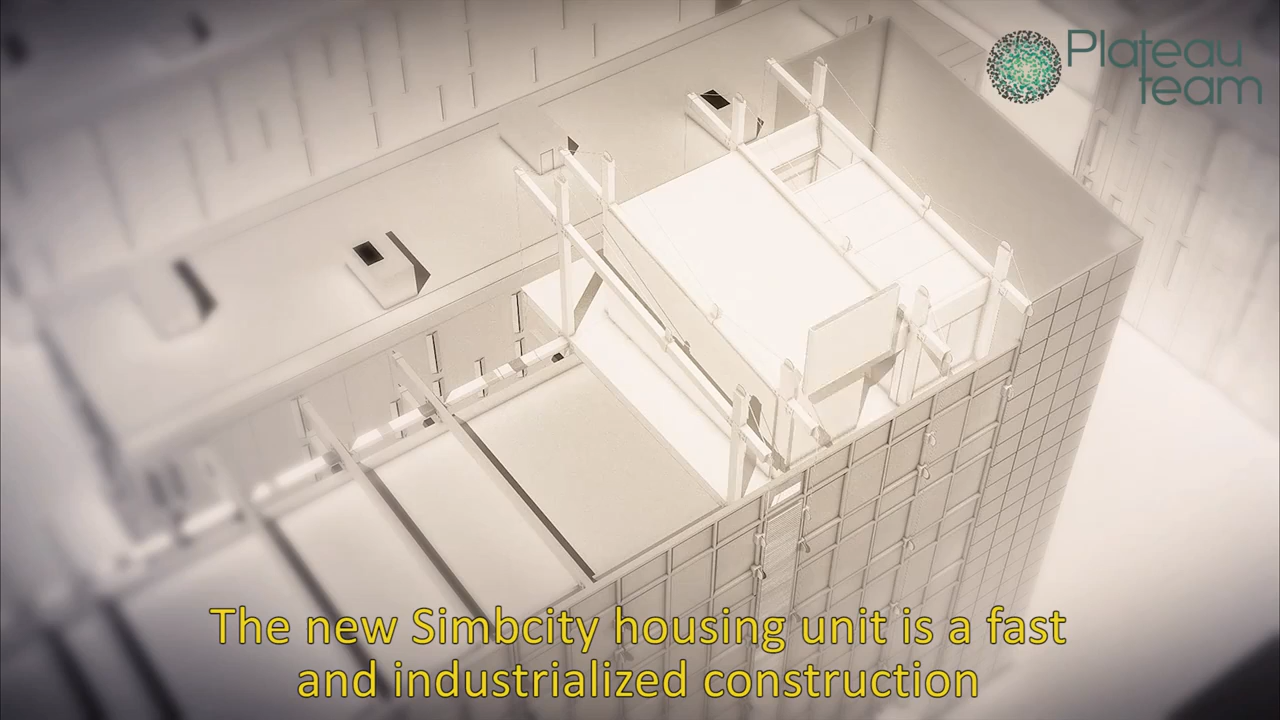 Plateau
team
The new Simbcity housing unit is a fast
and industrialized construction